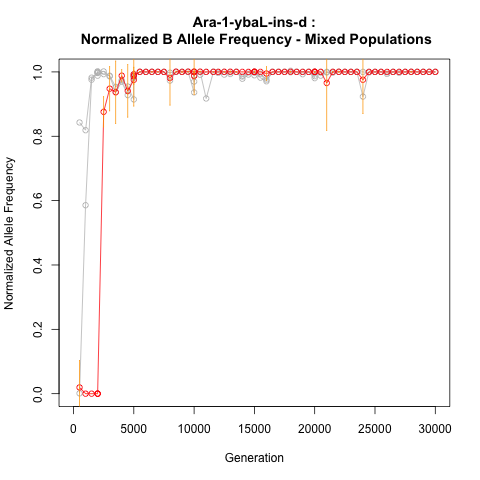 Ara-1-ybaL-ins-d :
Normalized B Allele Frequency - Mixed Populations
Normalized Allele Frequency
1.0
0.8
0.6
0.4
0.2
0.0
0 5000 10000 15000 20000 25000 30000
Generation